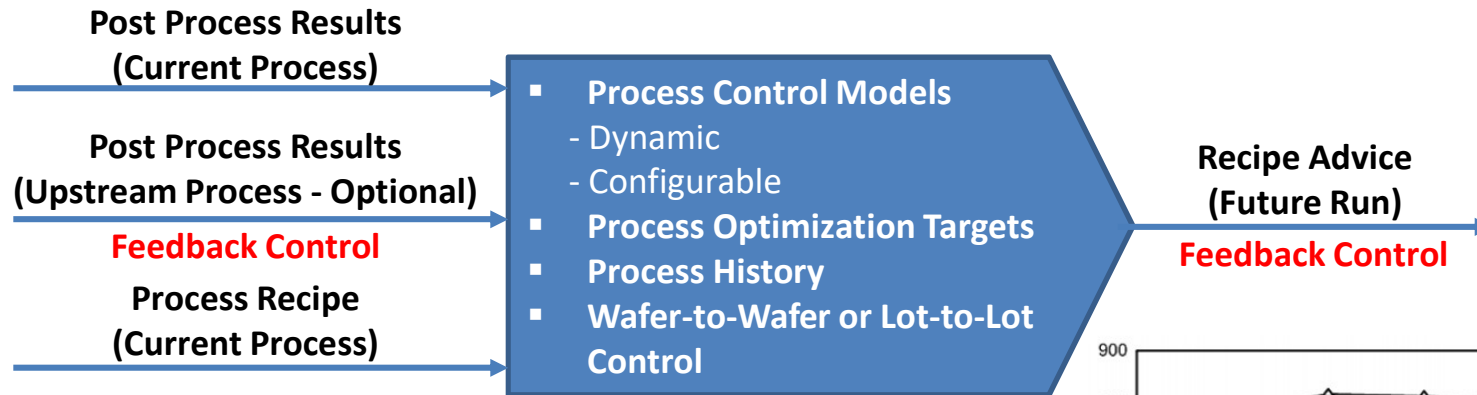 Post Process Results
(Current Process)
Post Process Results
(Upstream Process - Optional)
Feedback Control
Process Recipe
(Current Process)
▪ Process Control Models
- Dynamic
- Configurable
▪ Process Optimization Targets
▪ Process History
▪ Wafer-to-Wafer or Lot-to-Lot
Control
Recipe Advice
(Future Run)
Feedback Control
900